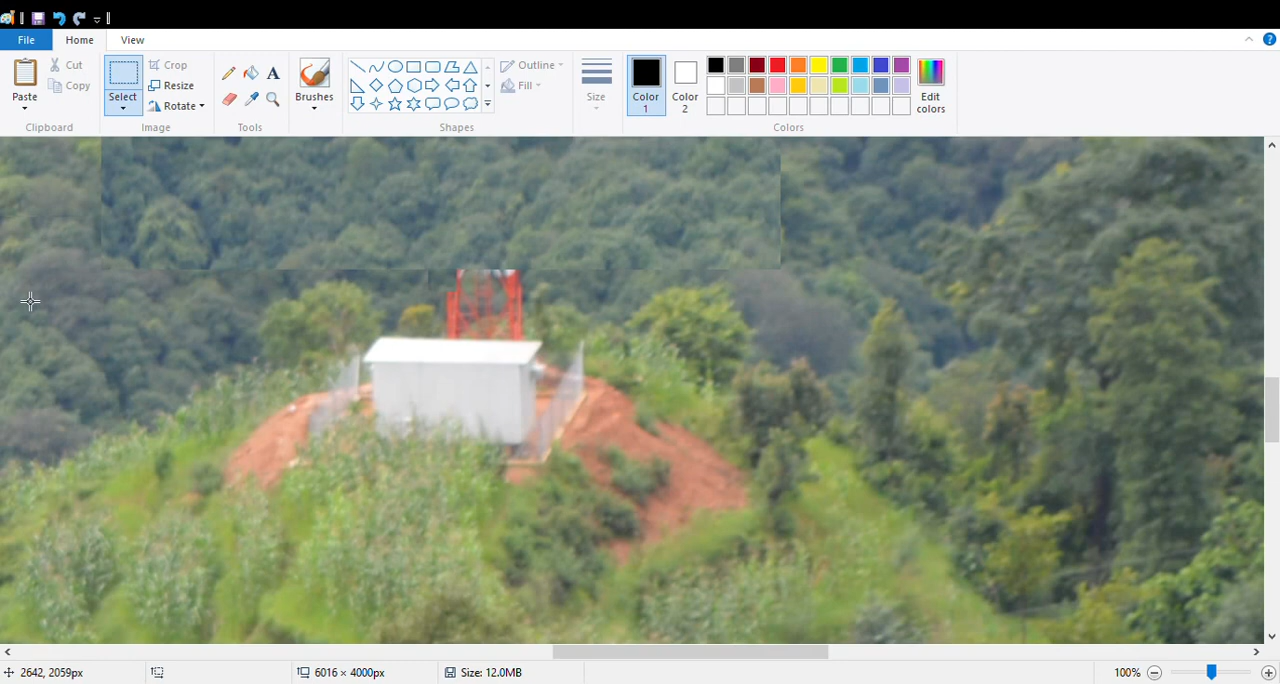 File Home View
Paste Cut Copy Clipboard
Select Crop Resize Rotate Image
Tools
Brushes
Outline Fill Shapes
Size
Color 1 Color 2 Edit colors Colors
2642, 2059px 6016 × 4000px Size: 12.0MB 100%